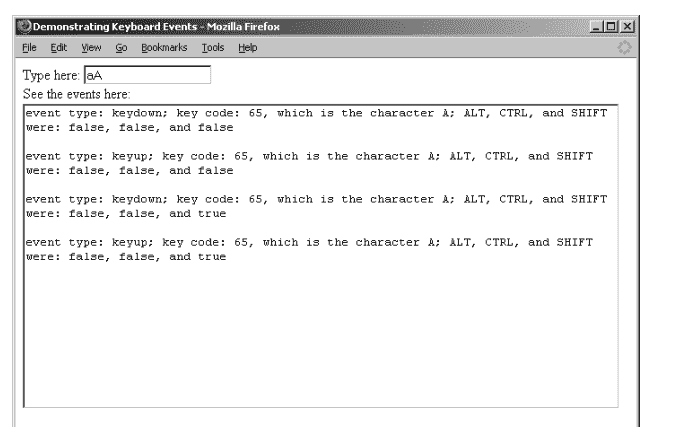 Demonstrating Keyboard Events - Mozilla Firefox
File Edit View Go Bookmarks Tools Help
Type here: aA
See the events here:
event type: keydown; key code: 65, which is the character A; ALT, CTRL, and SHIFT
were: false, false, and false
event type: keyup; key code: 65, which is the character A; ALT, CTRL, and SHIFT
were: false, false, and false
event type: keydown; key code: 65, which is the character A; ALT, CTRL, and SHIFT
were: false, false, and true
event type: keyup; key code: 65, which is the character A; ALT, CTRL, and SHIFT
were: false, false, and true